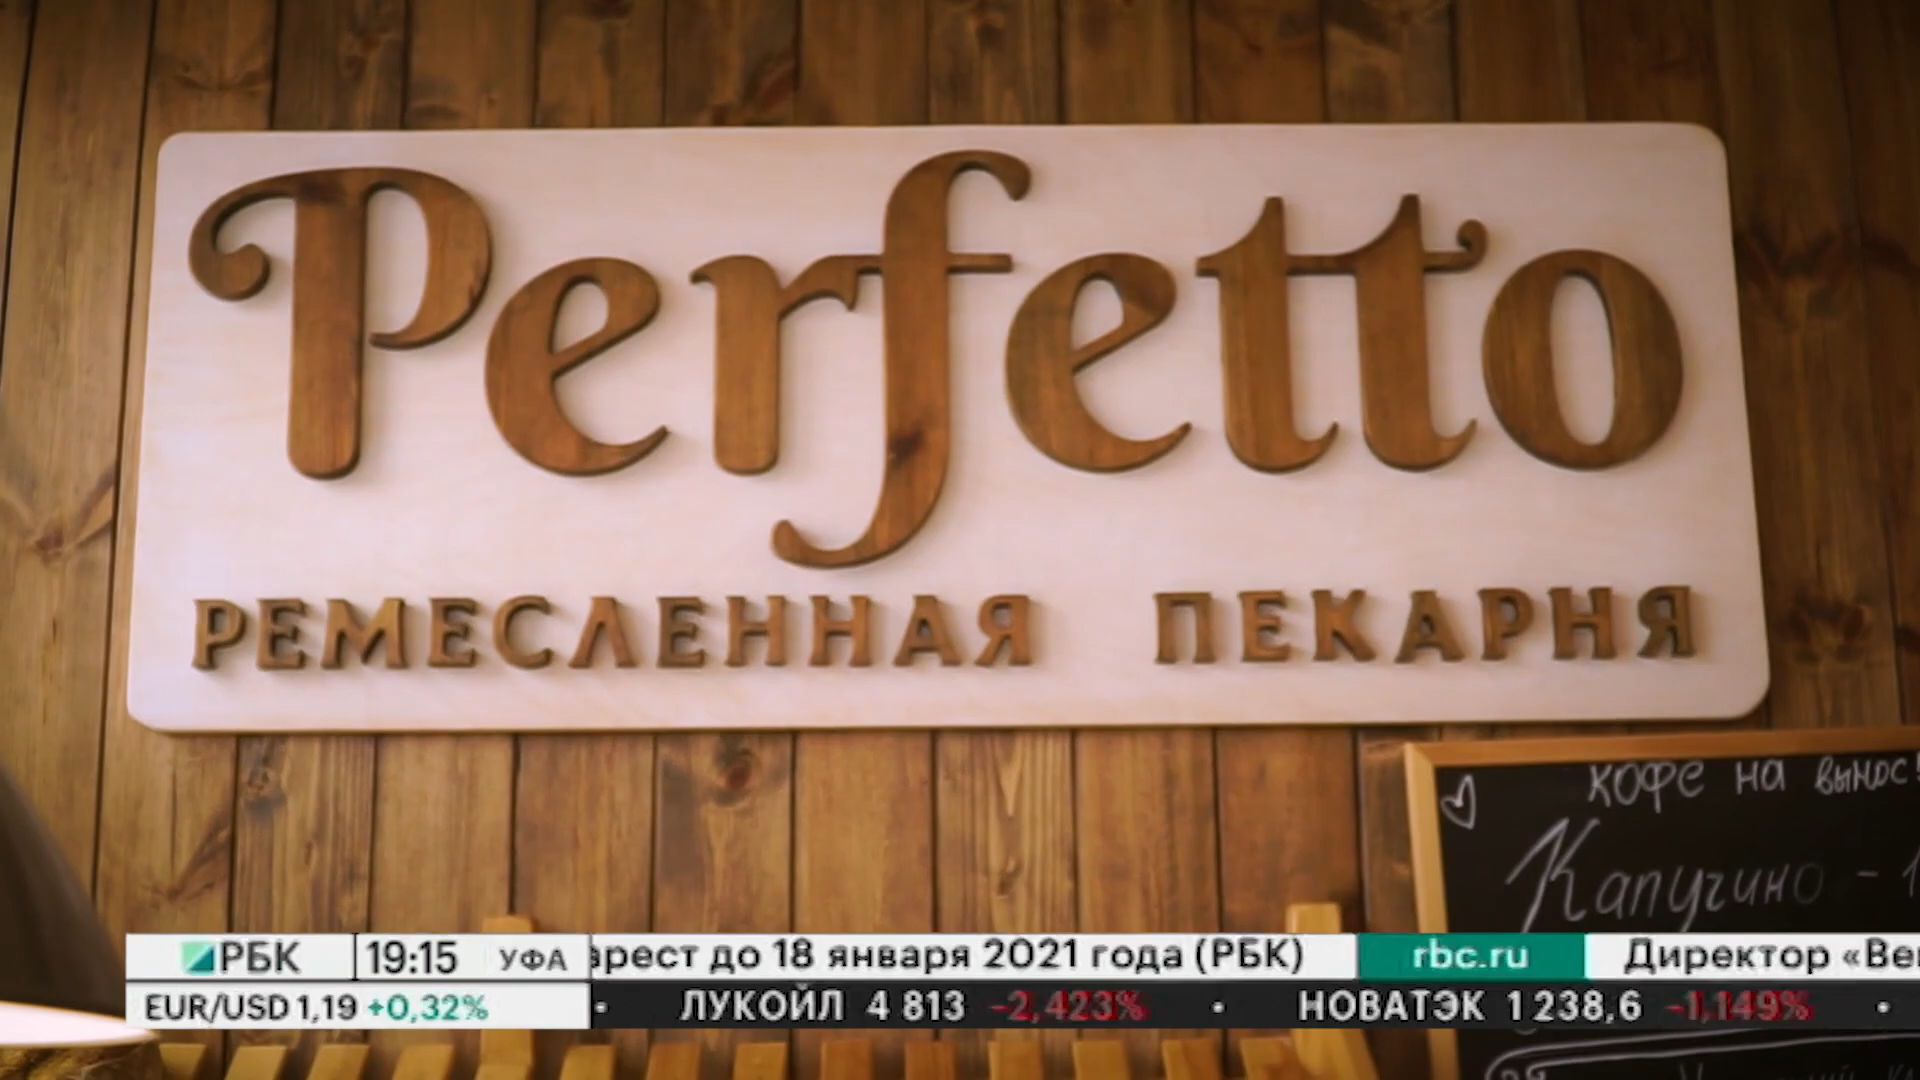 Perfetto
РЕМЕСЛЕННАЯ ПЕКАРНЯ
кофе на вынос!
Капучино -
РБК 19:15 УФА арест до 18 января 2021 года (РБК) rbc.ru Директор
EUR/USD 1,19 +0,32% • ЛУКОЙЛ 4 813 -2,423% • НОВАТЭК 1 238,6 -1,149% •